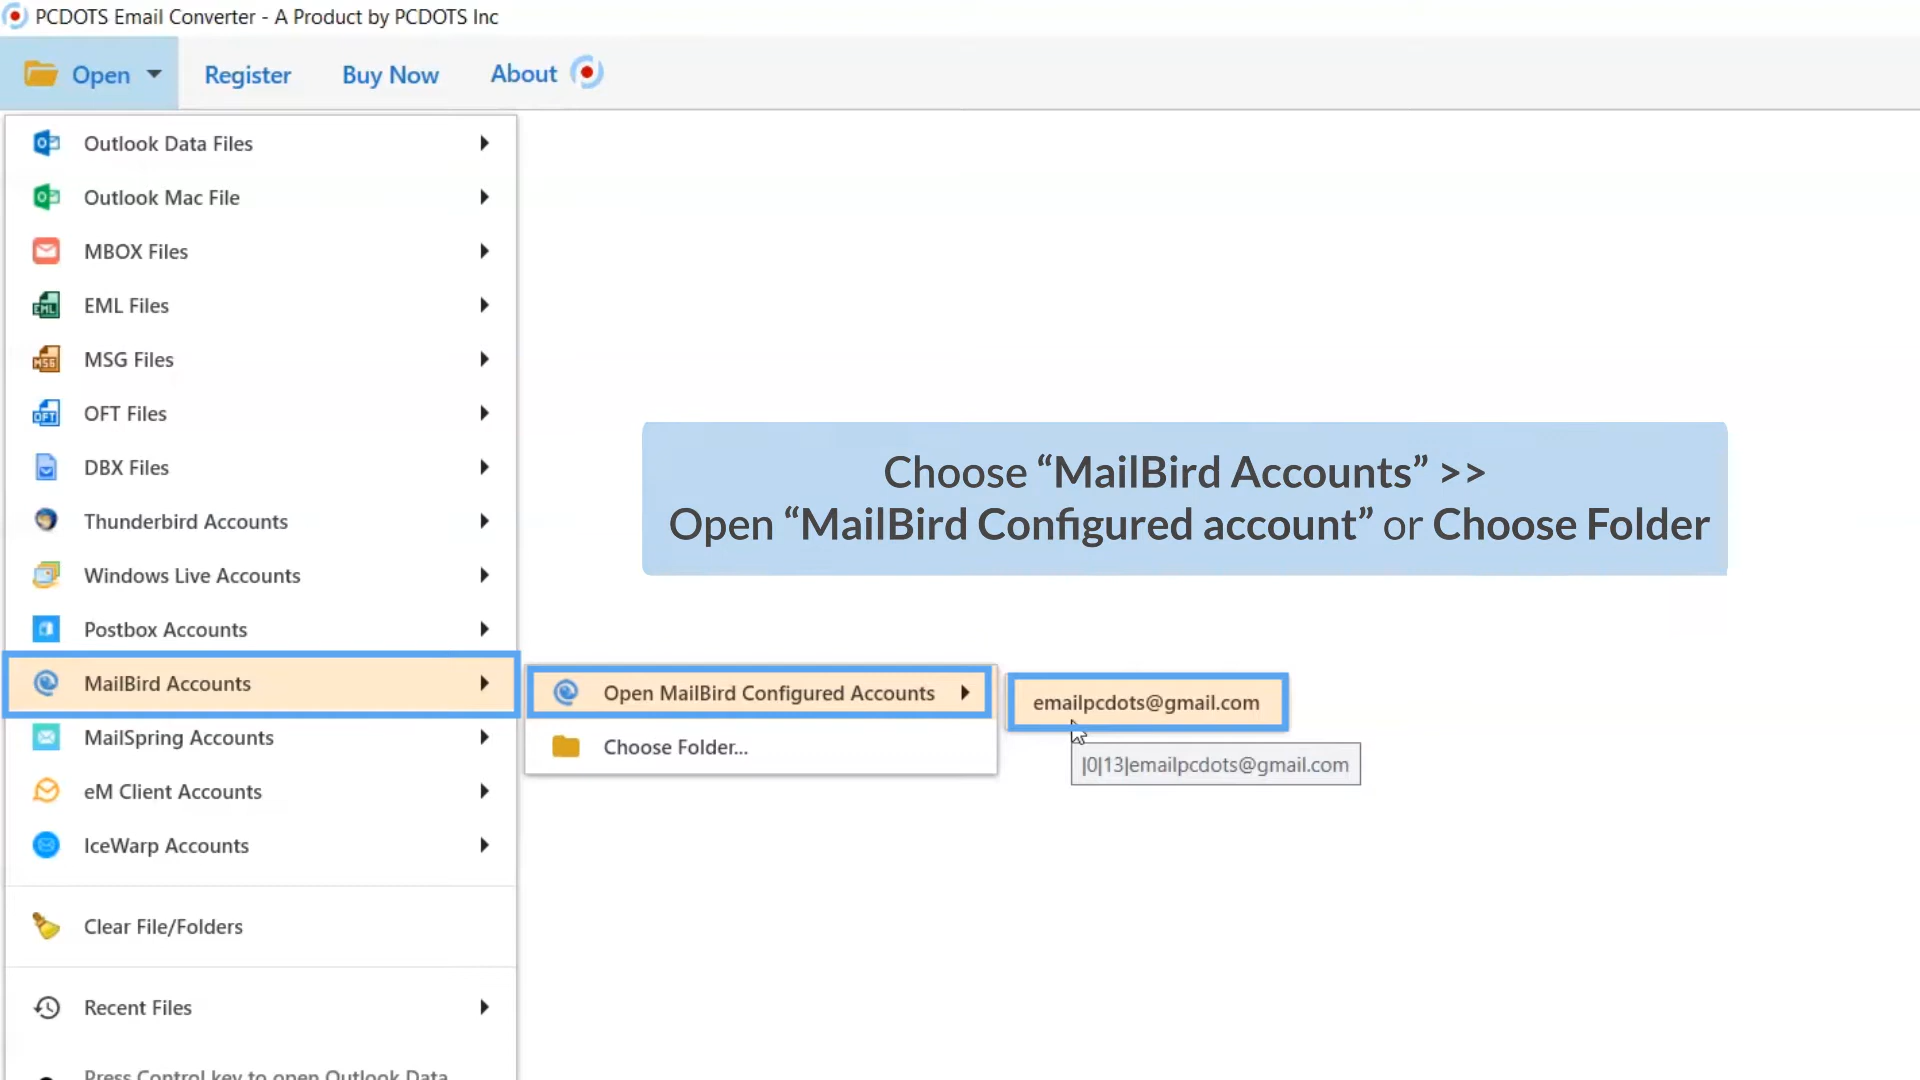 PCDOTS Email Converter - A Product by PCDOTS Inc
Open
Register
Buy Now
About
Outlook Data Files
Outlook Mac File
MBOX Files
EML Files
MSG Files
OFT Files
DBX Files
Thunderbird Accounts
Windows Live Accounts
Postbox Accounts
MailBird Accounts
MailSpring Accounts
eM Client Accounts
IceWarp Accounts
Clear File/Folders
Recent Files
Press Control key to open Outlook Data
Choose “MailBird Accounts” >>
Open “MailBird Configured account” or Choose Folder
Open MailBird Configured Accounts
Choose Folder...
emailpcdots@gmail.com
|0|13|emailpcdots@gmail.com